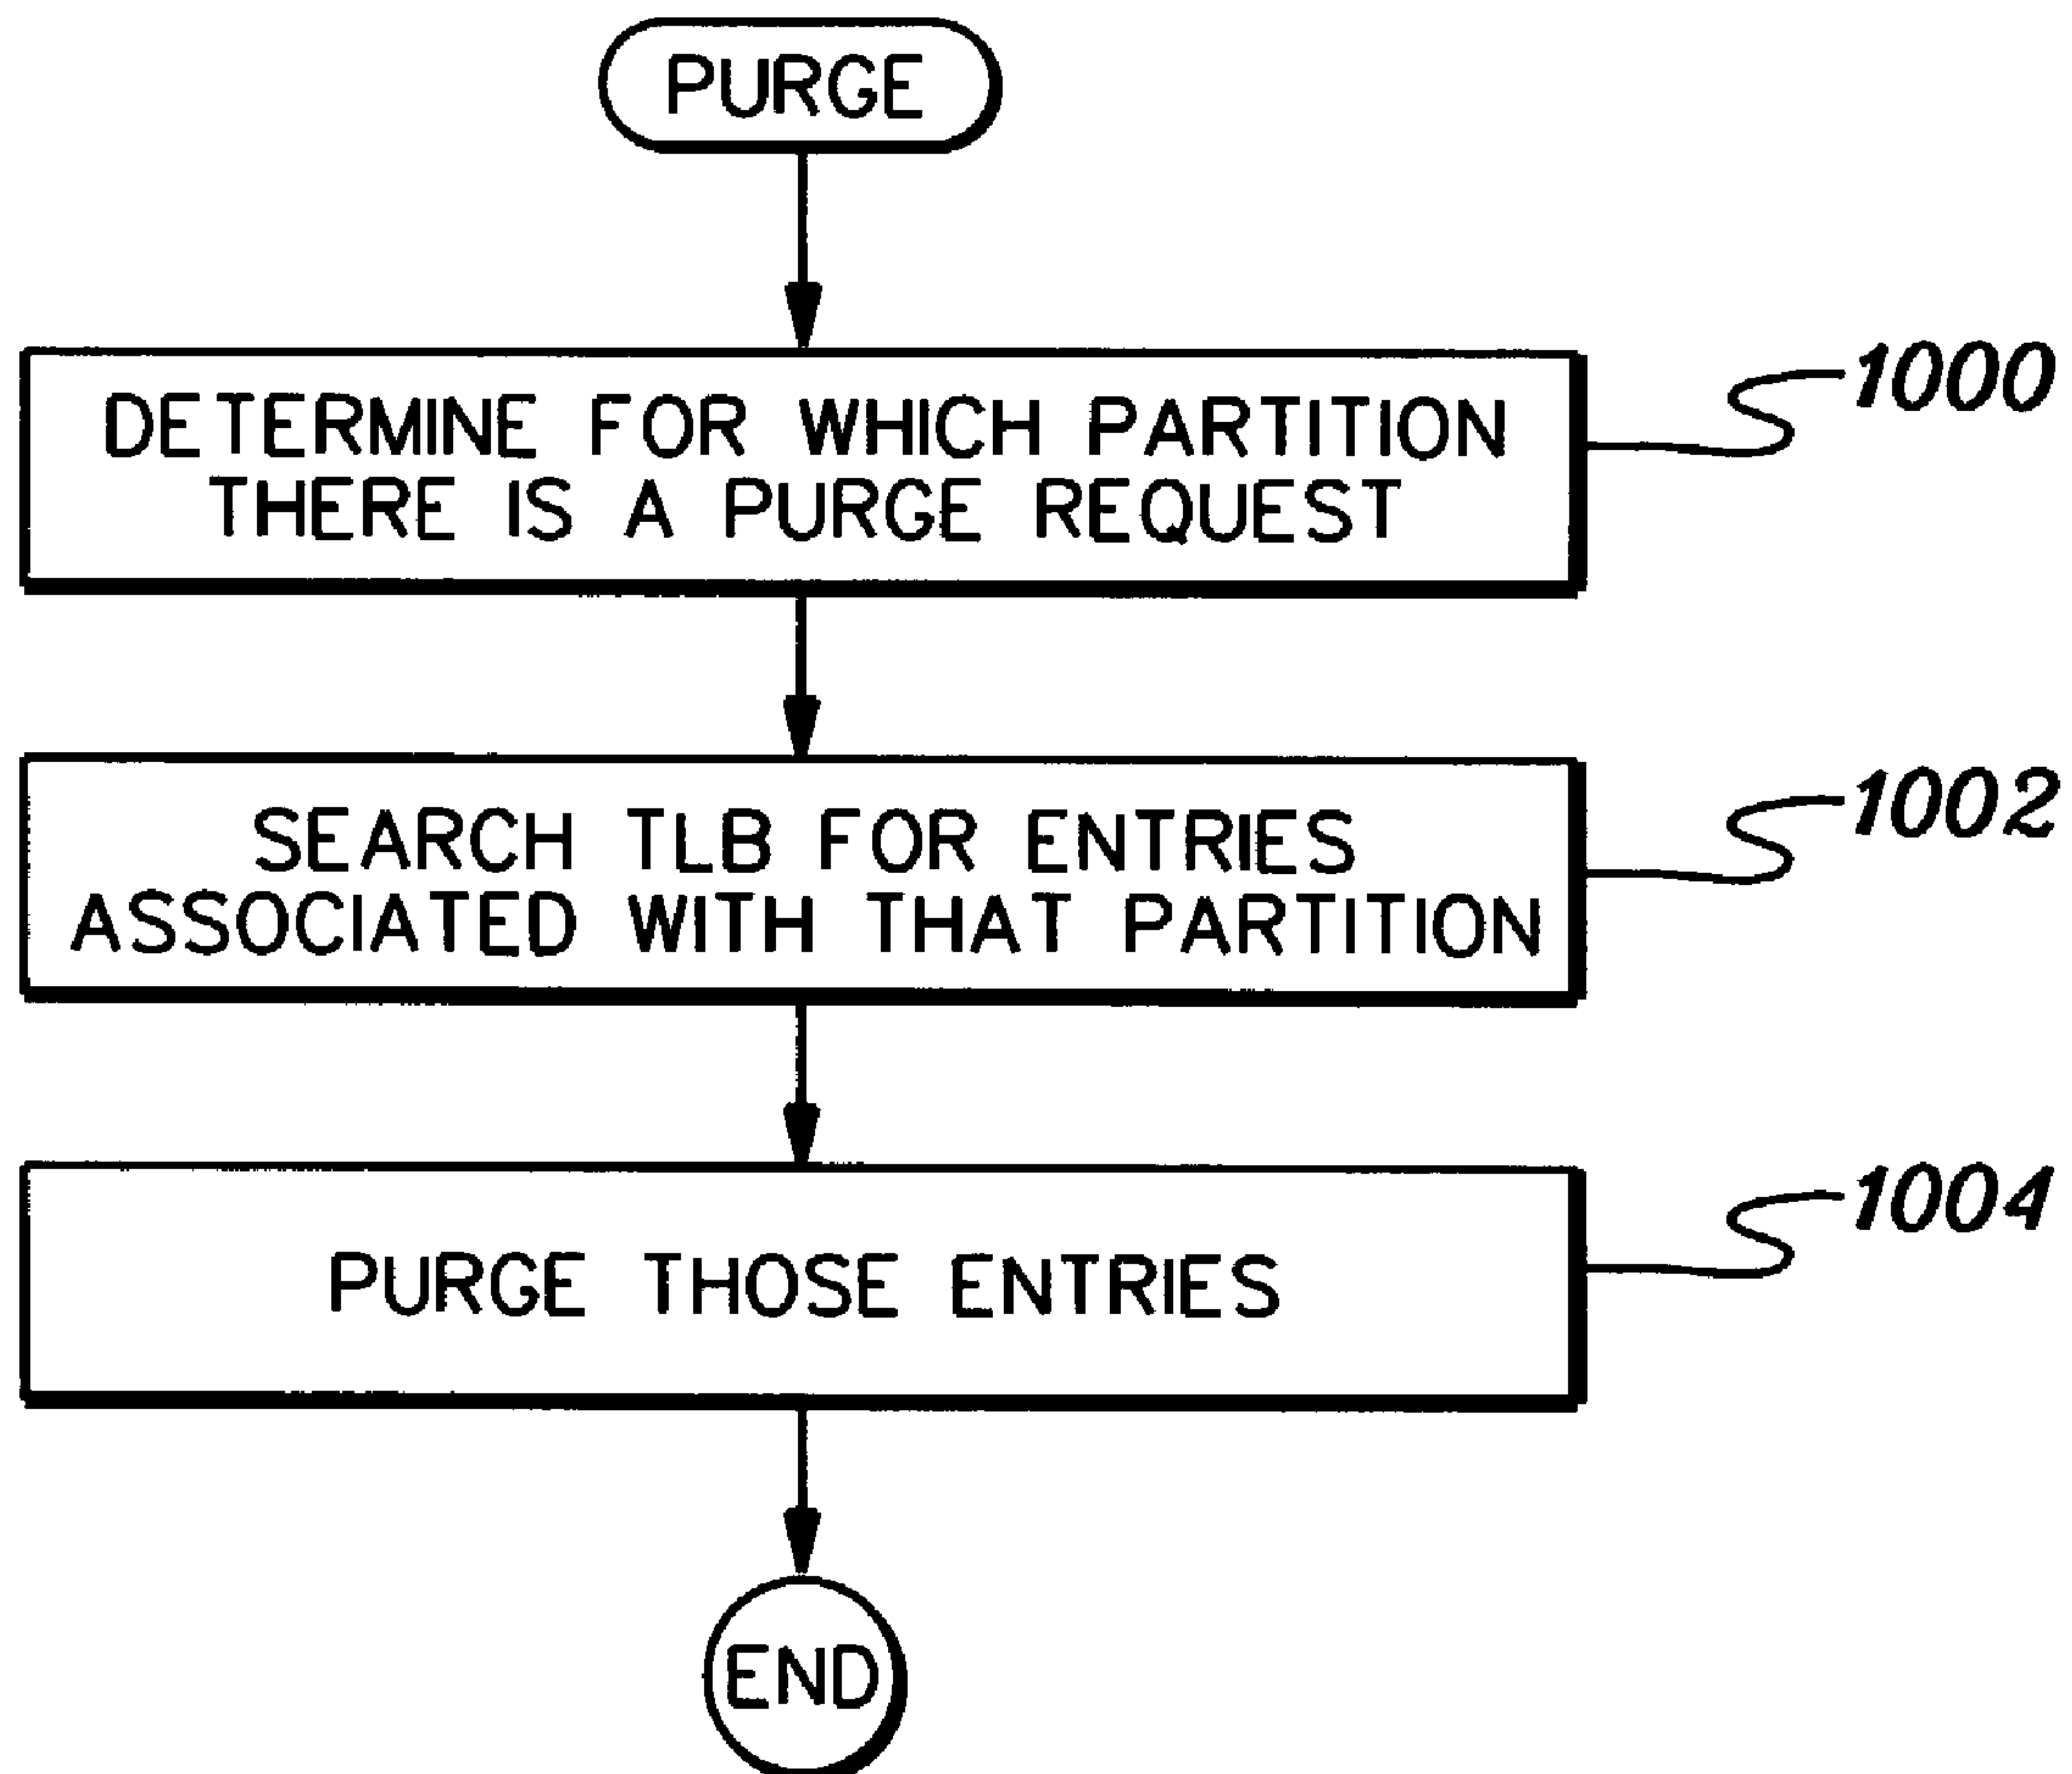 PURGE
DETERMINE FOR WHICH PARTITION
THERE IS A PURGE REQUEST
1000
SEARCH TLB FOR ENTRIES
ASSOCIATED WITH THAT PARTITION
1002
PURGE THOSE ENTRIES
1004
END